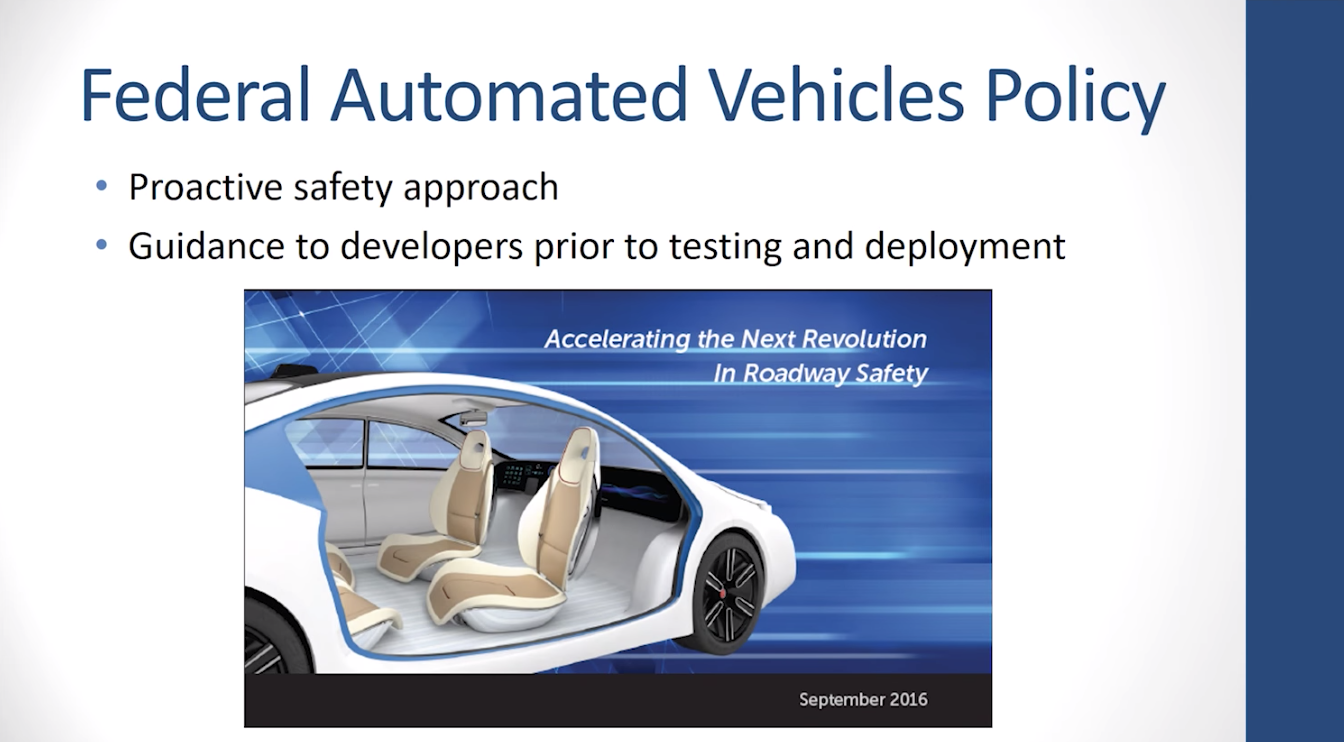 Federal Automated Vehicles Policy
• Proactive safety approach
• Guidance to developers prior to testing and deployment
Accelerating the Next Revolution
In Roadway Safety
September 2016